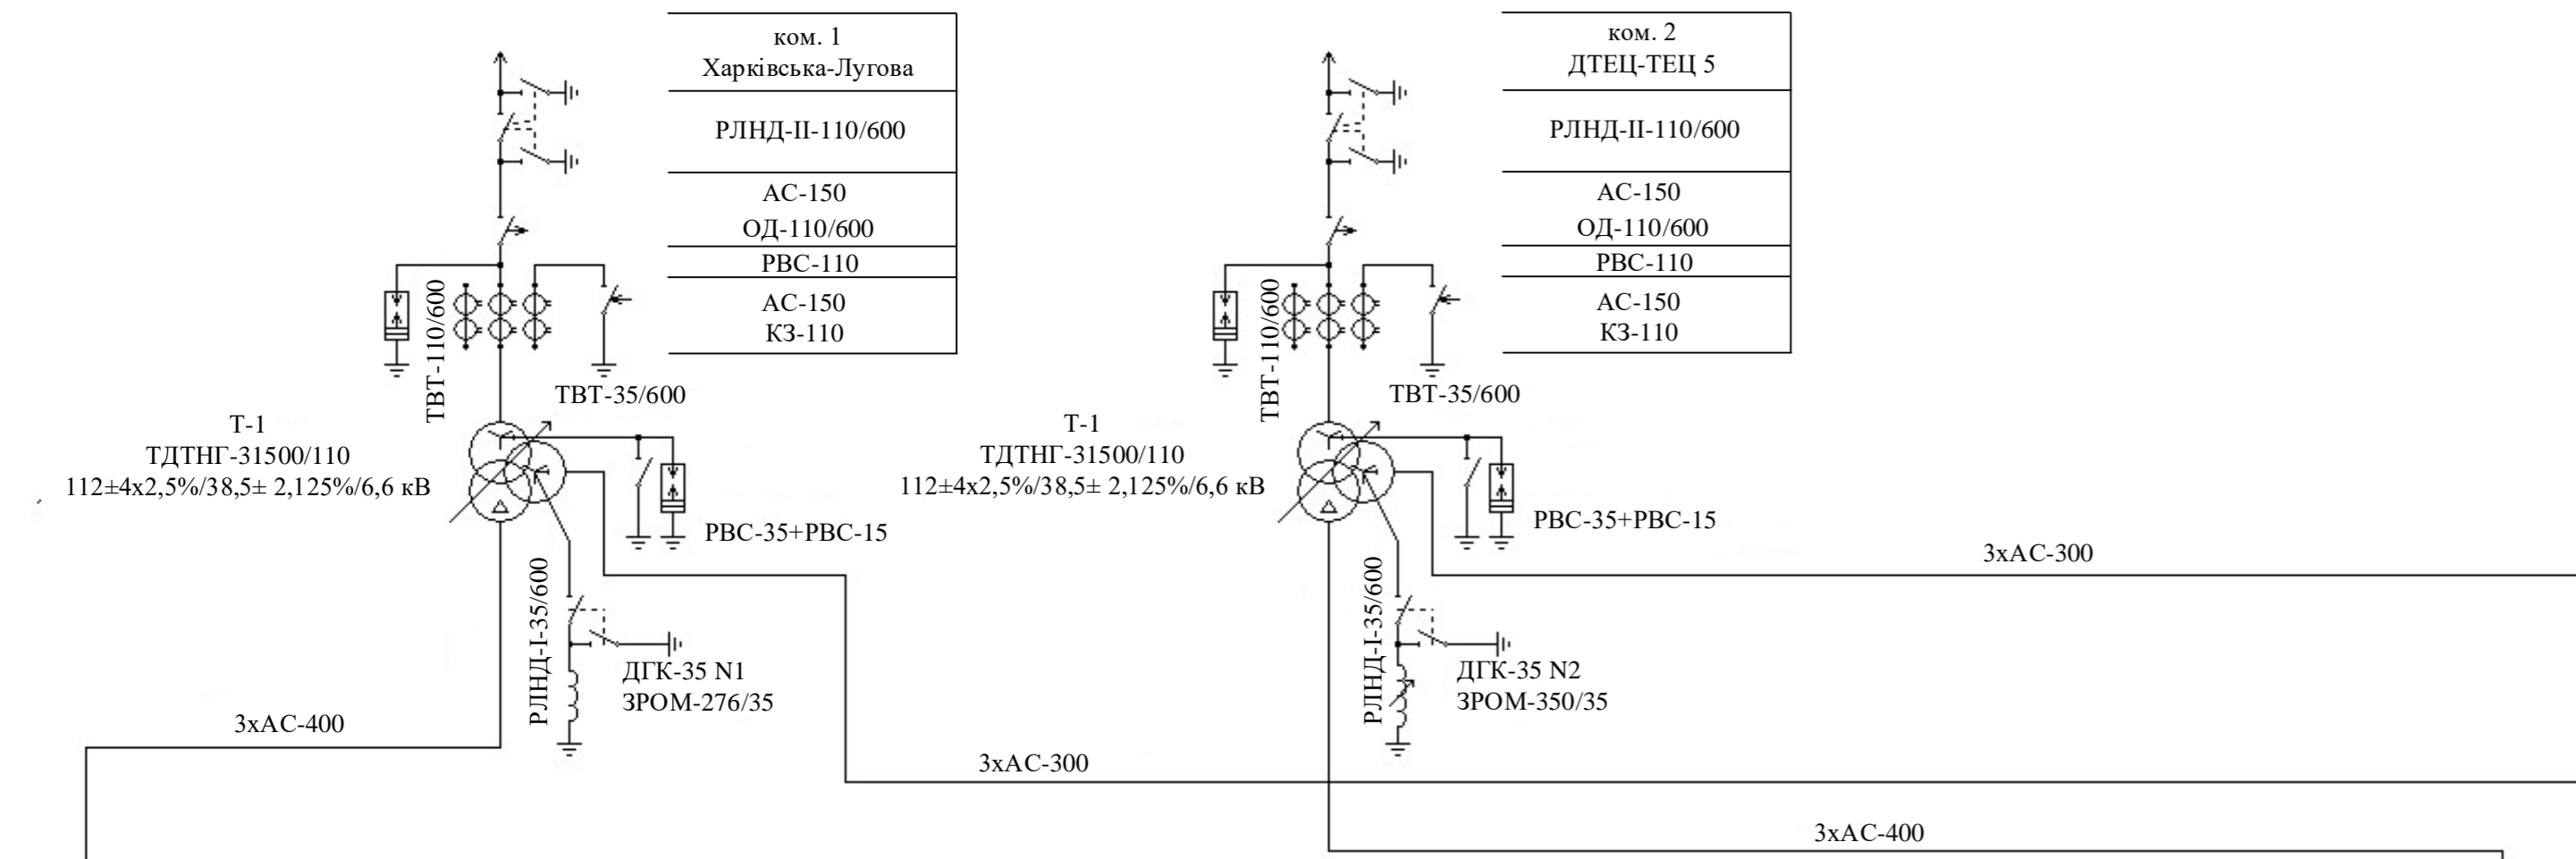 ком. 1
Харківська-Лугова
РЛНД-II-110/600
АС-150
ОД-110/600
РВС-110
АС-150
КЗ-110
ТВТ-110/600
ТВТ-35/600
Т-1
ТДТНГ-31500/110
112±4х2,5%/38,5± 2,125%/6,6 кВ
РВС-35+РВС-15
РЛНД-I-35/600
ДГК-35 N1
ЗРОМ-276/35
3хАС-400
3хАС-300
ком. 2
ДТЕЦ-ТЕЦ 5
РЛНД-II-110/600
АС-150
ОД-110/600
РВС-110
АС-150
КЗ-110
ТВТ-110/600
ТВТ-35/600
Т-1
ТДТНГ-31500/110
112±4х2,5%/38,5± 2,125%/6,6 кВ
РВС-35+РВС-15
3хАС-300
РЛНД-I-35/600
ДГК-35 N2
ЗРОМ-350/35
3хАС-400